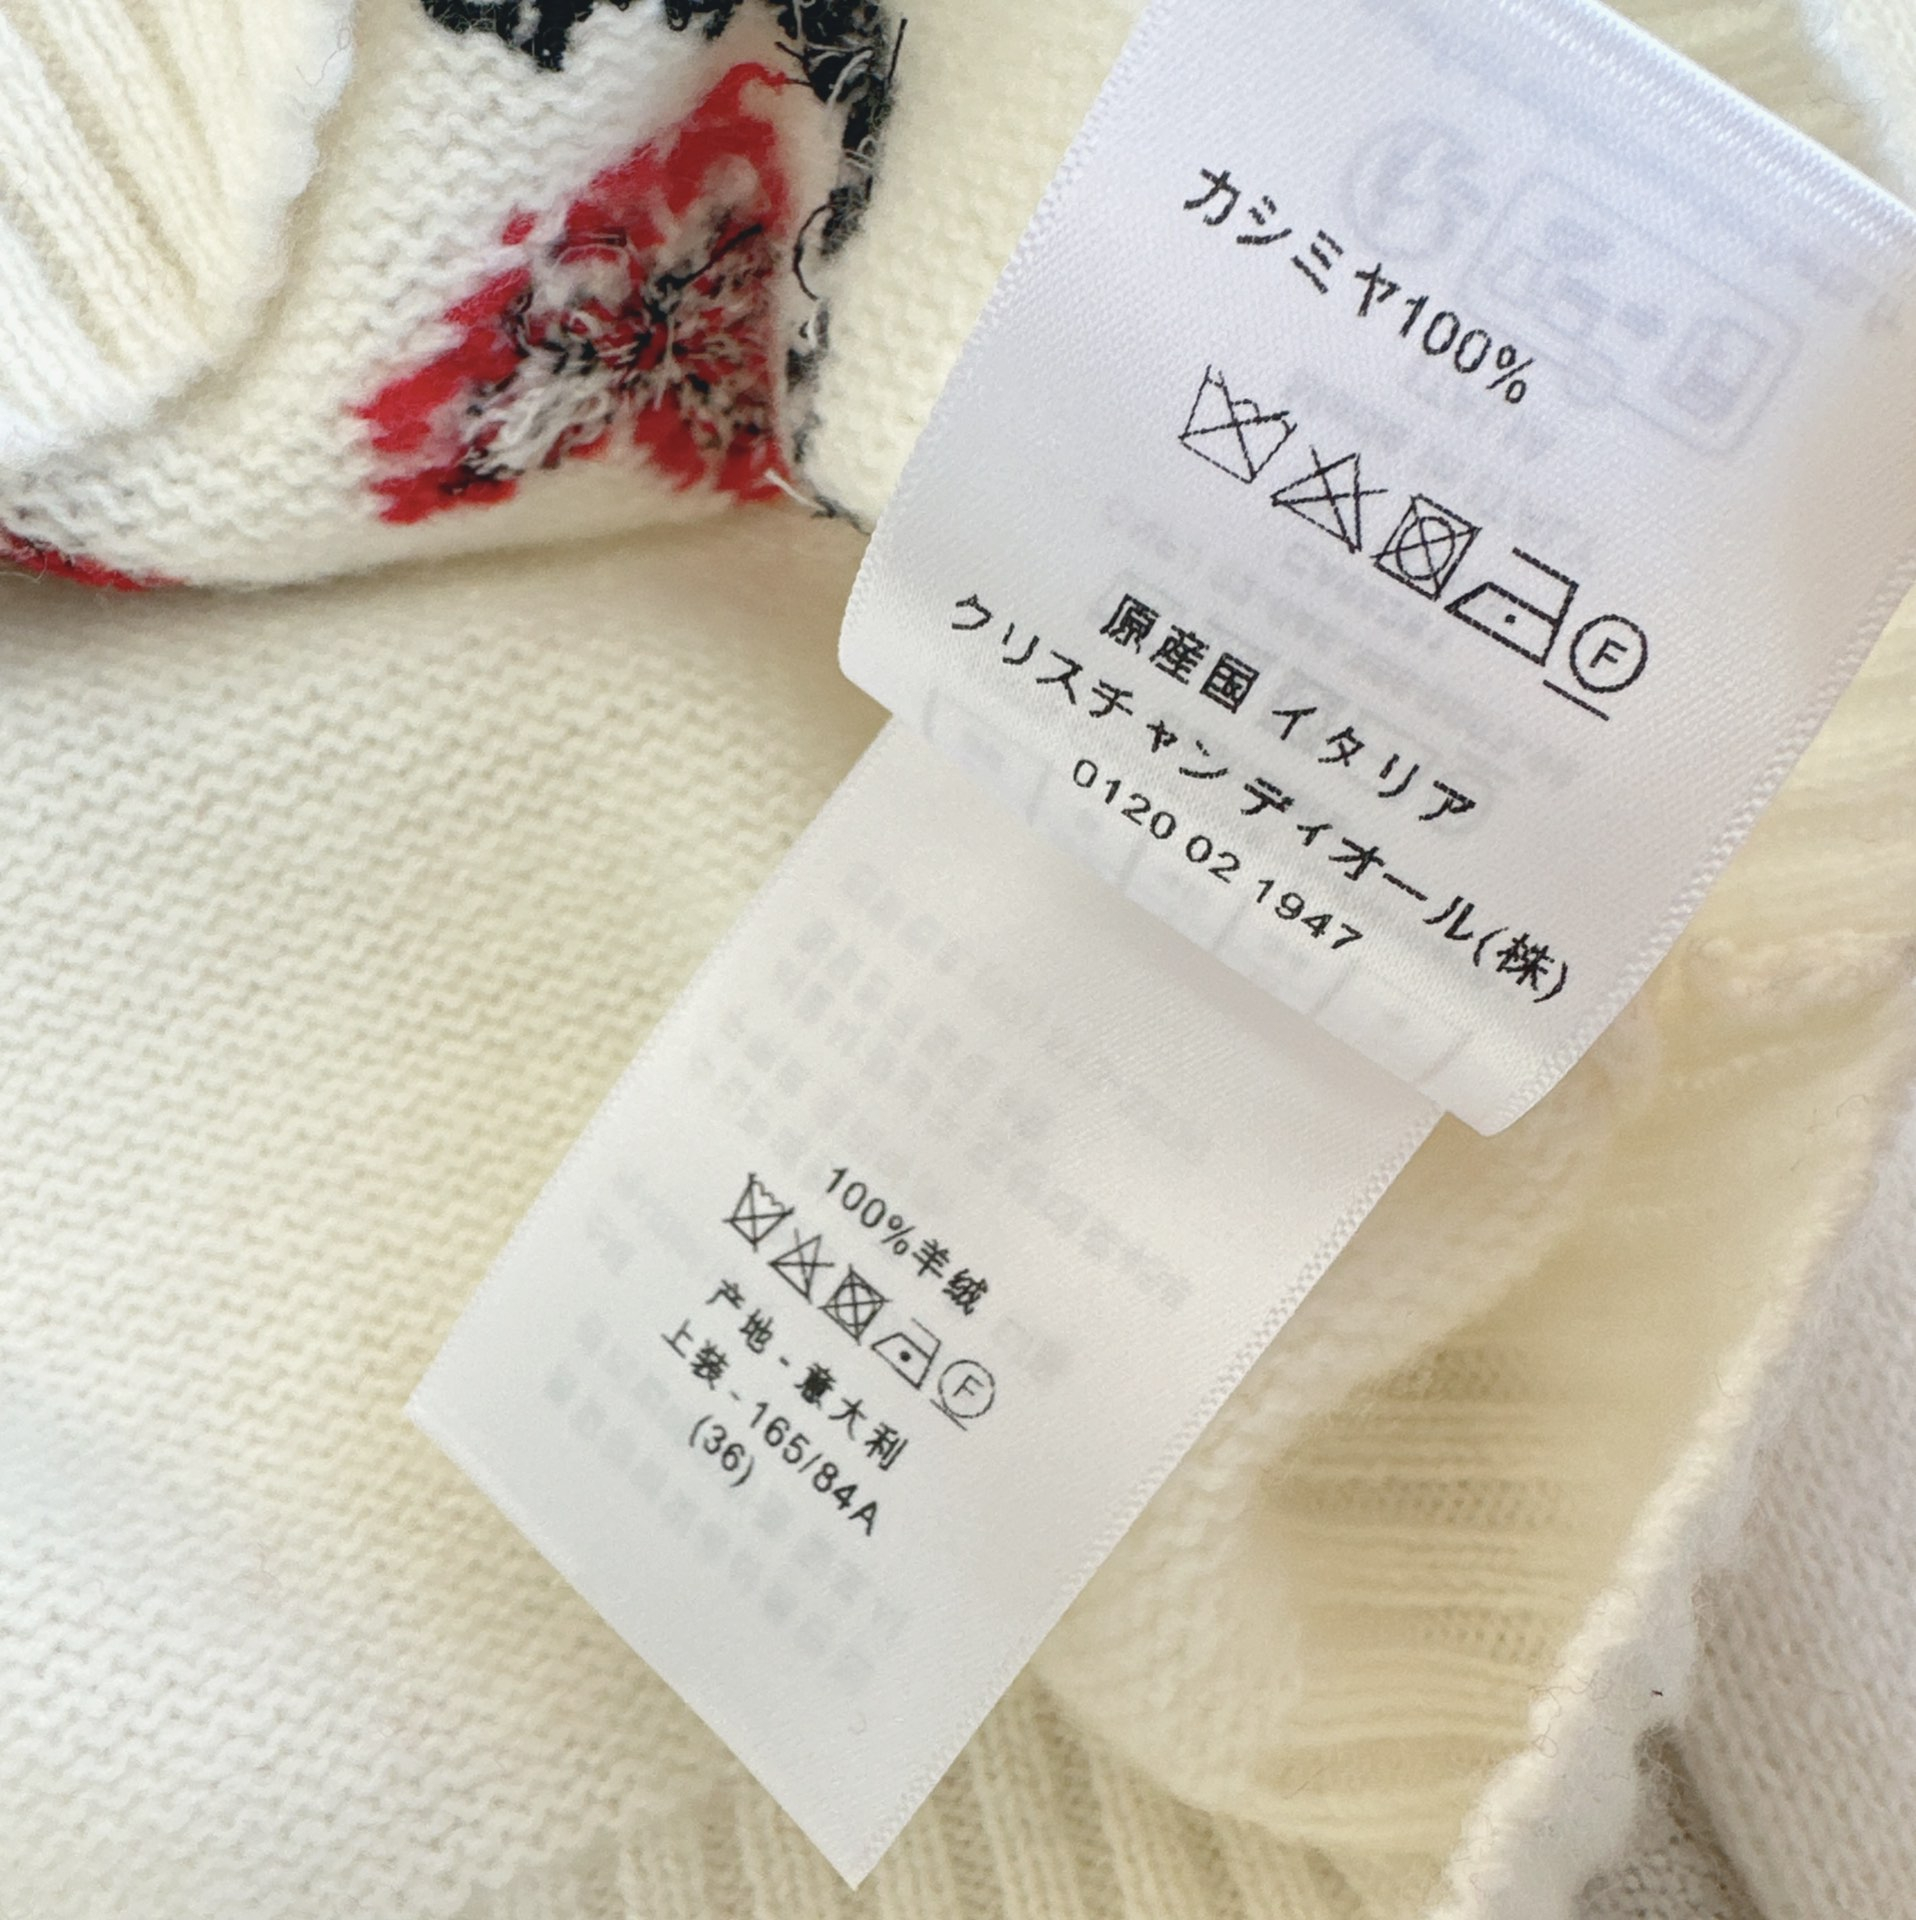 カシミヤ100%
F
原産国 イタリア
クリスチャン ディオール(株)
0120 02 1947
100%羊绒
F
产地-意大利
上装-165/84A
(36)